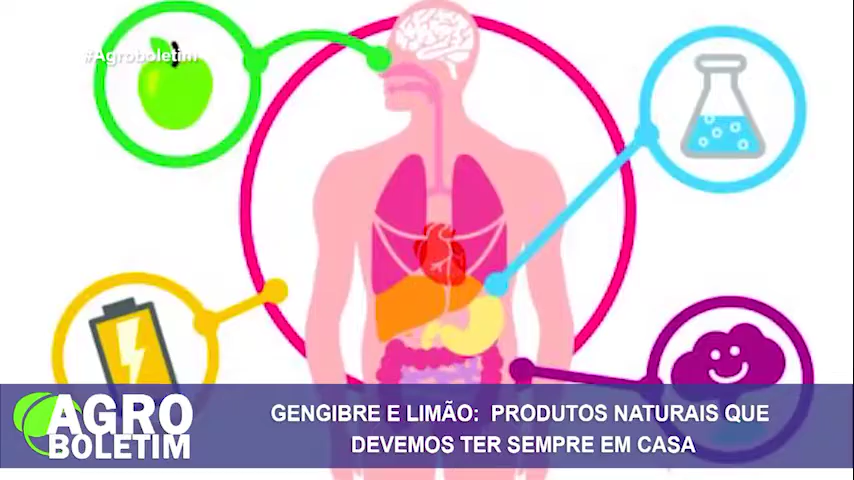 #Agroboletim
AGRO
BOLETIM
GENGIBRE E LIMÃO: PRODUTOS NATURAIS QUE
DEVEMOS TER SEMPRE EM CASA